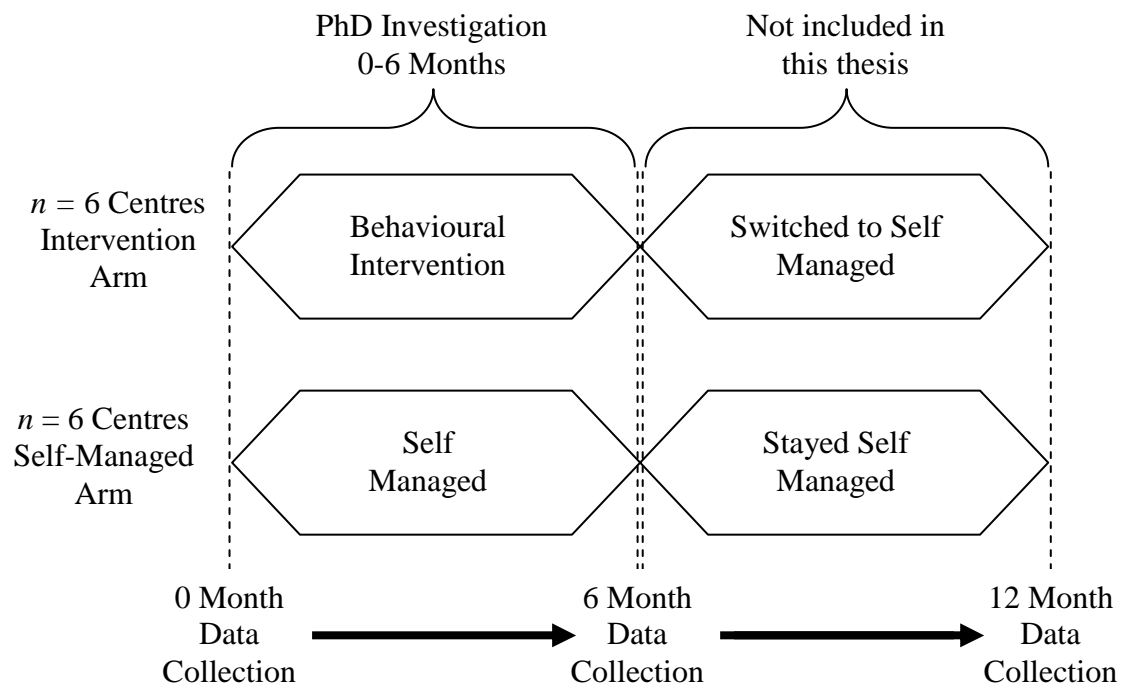 PhD Investigation
0-6 Months
Not included in
this thesis
n = 6 Centres
Intervention
Arm
Behavioural
Intervention
Switched to Self
Managed
n = 6 Centres
Self-Managed
Arm
Self
Managed
Stayed Self
Managed
0 Month
Data
Collection
6 Month
Data
Collection
12 Month
Data
Collection